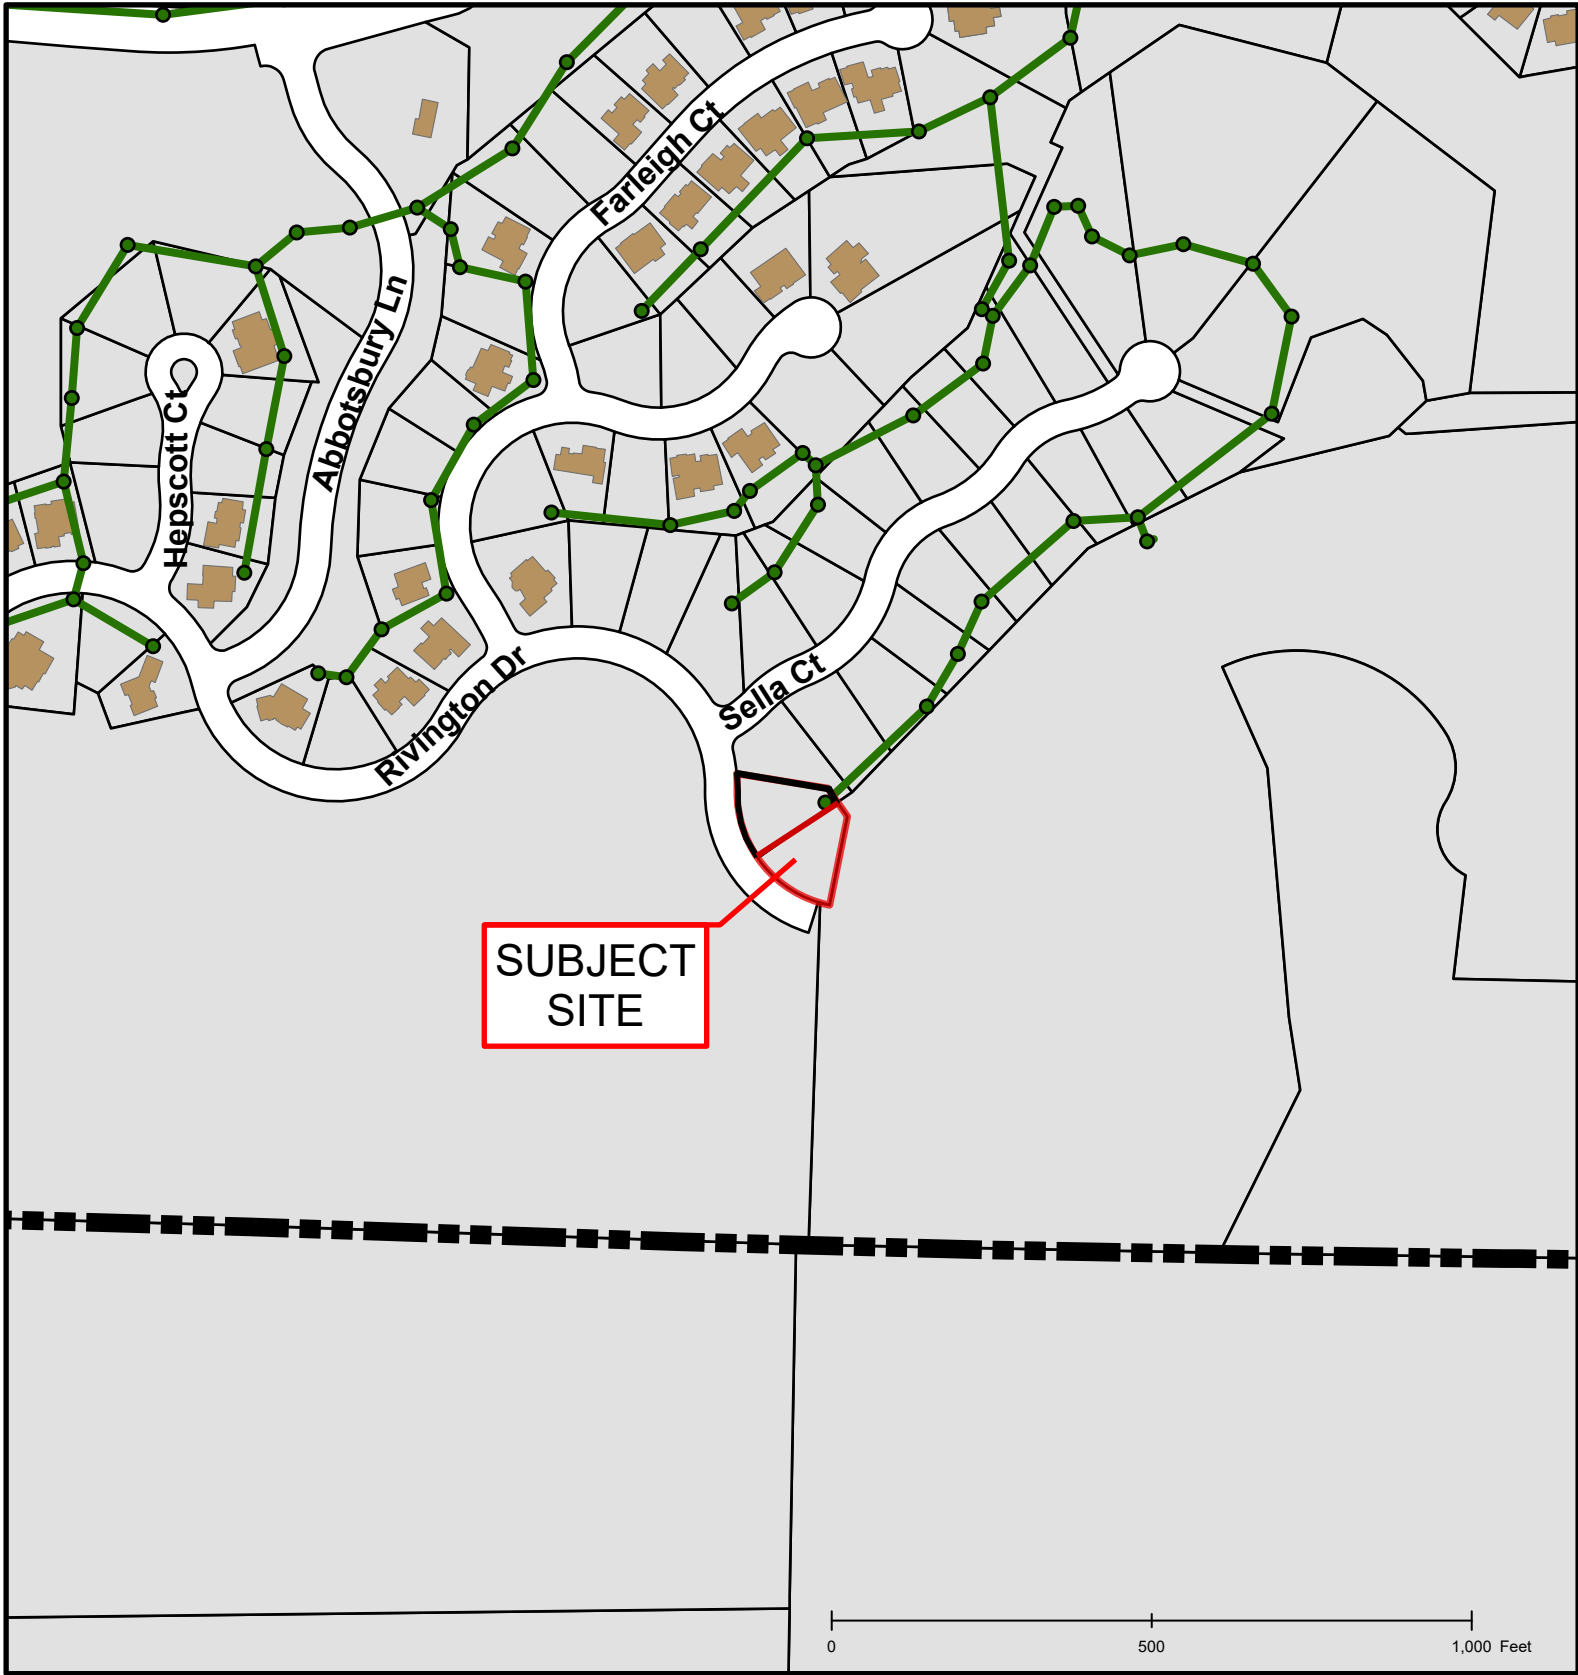 Farleigh Ct
Abbotsbury Ln
Hepscott Ct
Rivington Dr
Sella Ct
SUBJECT
SITE
0 500 1,000 Feet